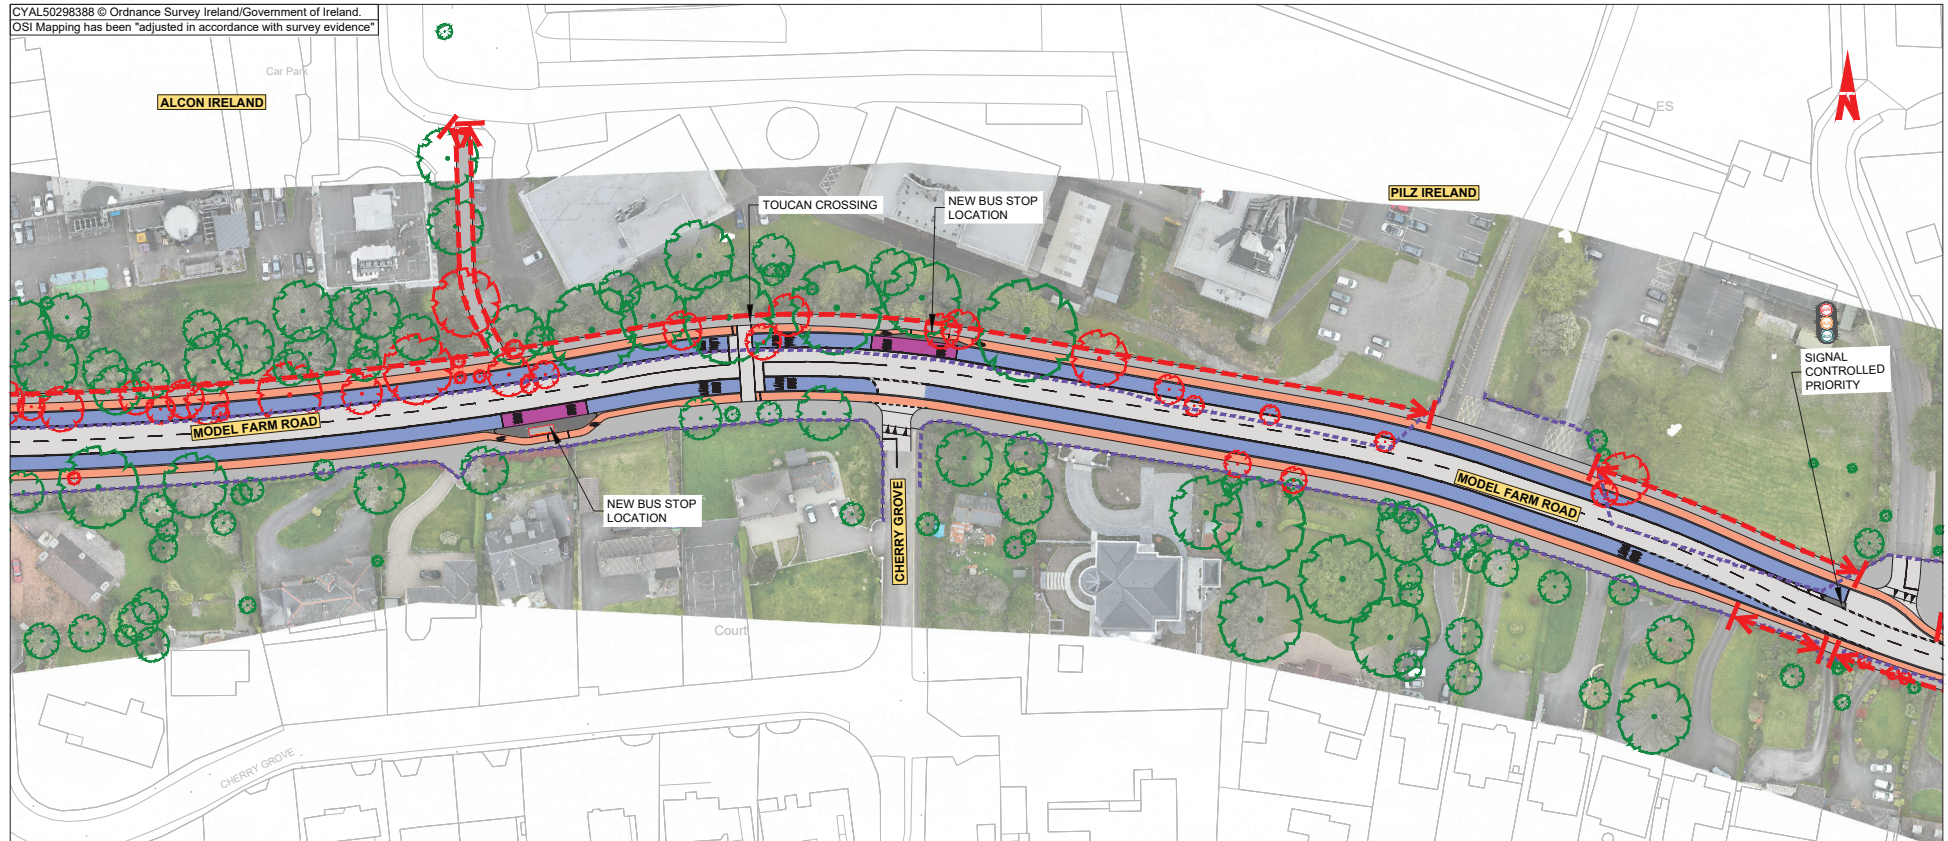 CYAL50298388 © Ordnance Survey Ireland/Government of Ireland.
OSI Mapping has been "adjusted in accordance with survey evidence"
Car Park
ALCON IRELAND
ES
N
PILZ IRELAND
TOUCAN CROSSING
NEW BUS STOP
LOCATION
SIGNAL
CONTROLLED
PRIORITY
MODEL FARM ROAD
MODEL FARM ROAD
NEW BUS STOP
LOCATION
CHERRY GROVE
Court
CHERRY GROVE